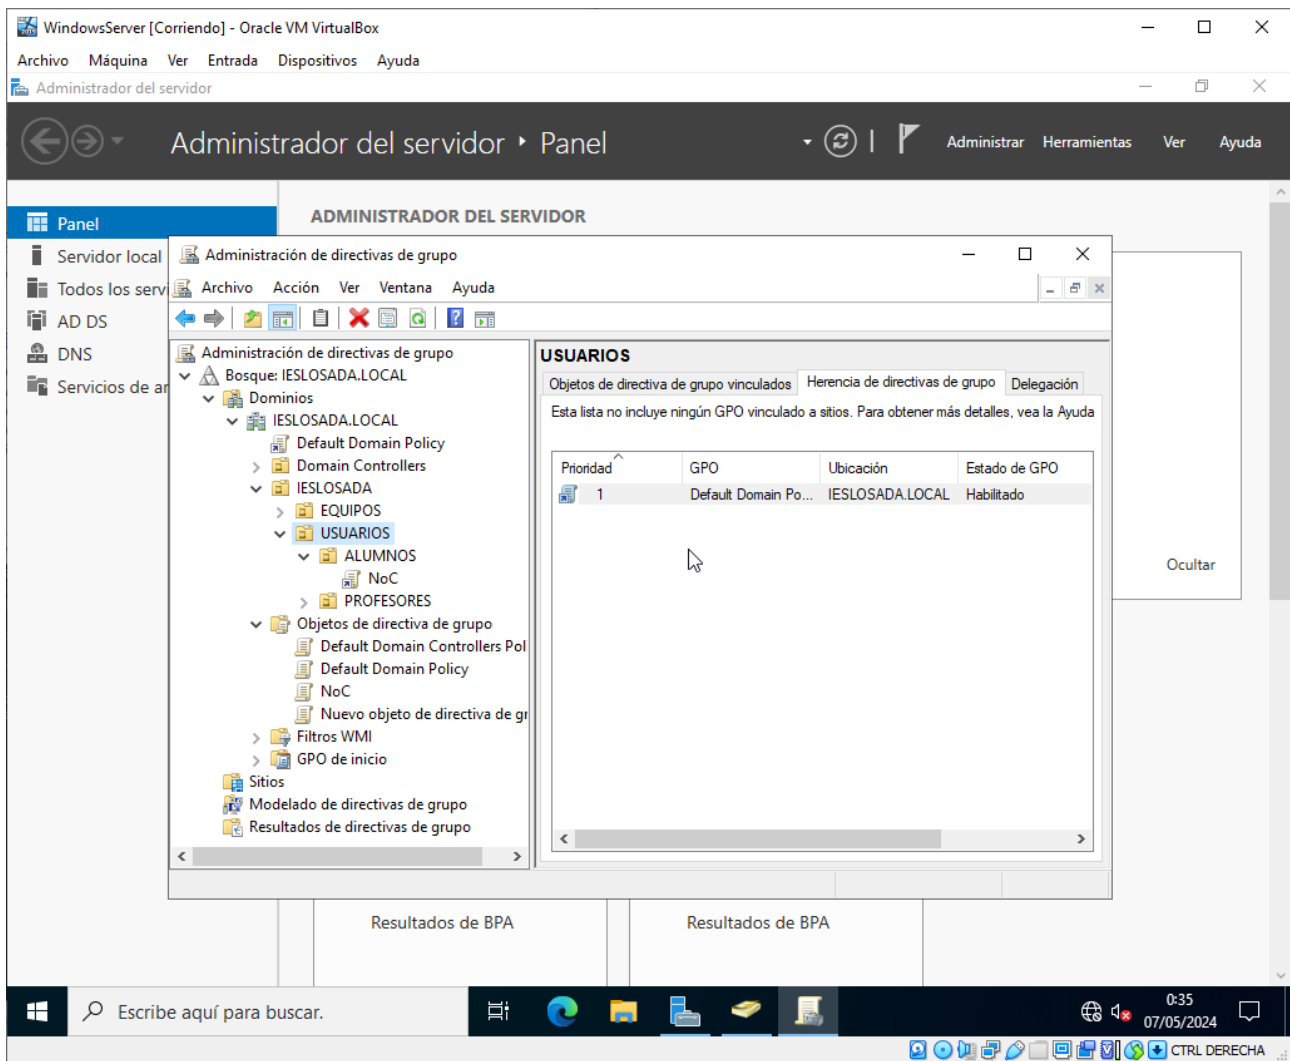 WindowsServer [Corriendo] - Oracle VM VirtualBox
Archivo Máquina Ver Entrada Dispositivos Ayuda
Administrador del servidor
Administrador del servidor Panel
Administrar Herramientas Ver Ayuda
Panel
Servidor local
Todos los servi
AD DS
DNS
Servicios de ar
ADMINISTRADOR DEL SERVIDOR
Administración de directivas de grupo
Archivo Acción Ver Ventana Ayuda
Administración de directivas de grupo
Bosque: IESLOSADA.LOCAL
Dominios
IESLOSADA.LOCAL
Default Domain Policy
Domain Controllers
IESLOSADA
EQUIPOS
USUARIOS
ALUMNOS
NoC
PROFESORES
Objetos de directiva de grupo
Default Domain Controllers Pol
Default Domain Policy
NoC
Nuevo objeto de directiva de gr
Filtros WMI
GPO de inicio
Sitios
Modelado de directivas de grupo
Resultados de directivas de grupo
USUARIOS
Objetos de directiva de grupo vinculados Herencia de directivas de grupo Delegación
Esta lista no incluye ningún GPO vinculado a sitios. Para obtener más detalles, vea la Ayuda
Prioridad GPO Ubicación Estado de GPO
1 Default Domain Po... IESLOSADA.LOCAL Habilitado
Ocultar
Resultados de BPA Resultados de BPA
Escribe aquí para buscar.
0:35
07/05/2024
CTRL DERECHA